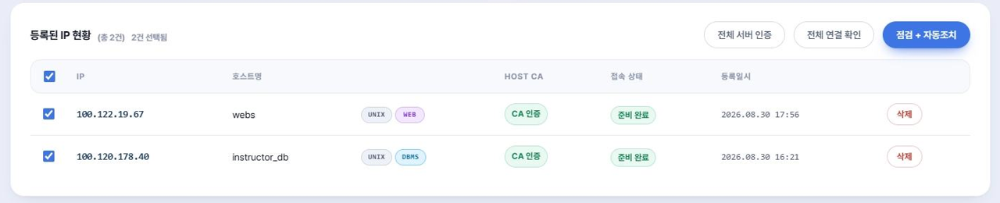 등록된 IP 현황 (총 2건) 2건 선택됨 전체 서버 인증 전체 연결 확인 점검 + 자동조치
IP 호스트명 HOST CA 접속 상태 등록일시
100.122.19.67 webs UNIX WEB CA 인증 준비 완료 2026.08.30 17:56 삭제
100.120.178.40 instructor_db UNIX DBMS CA 인증 준비 완료 2026.08.30 16:21 삭제